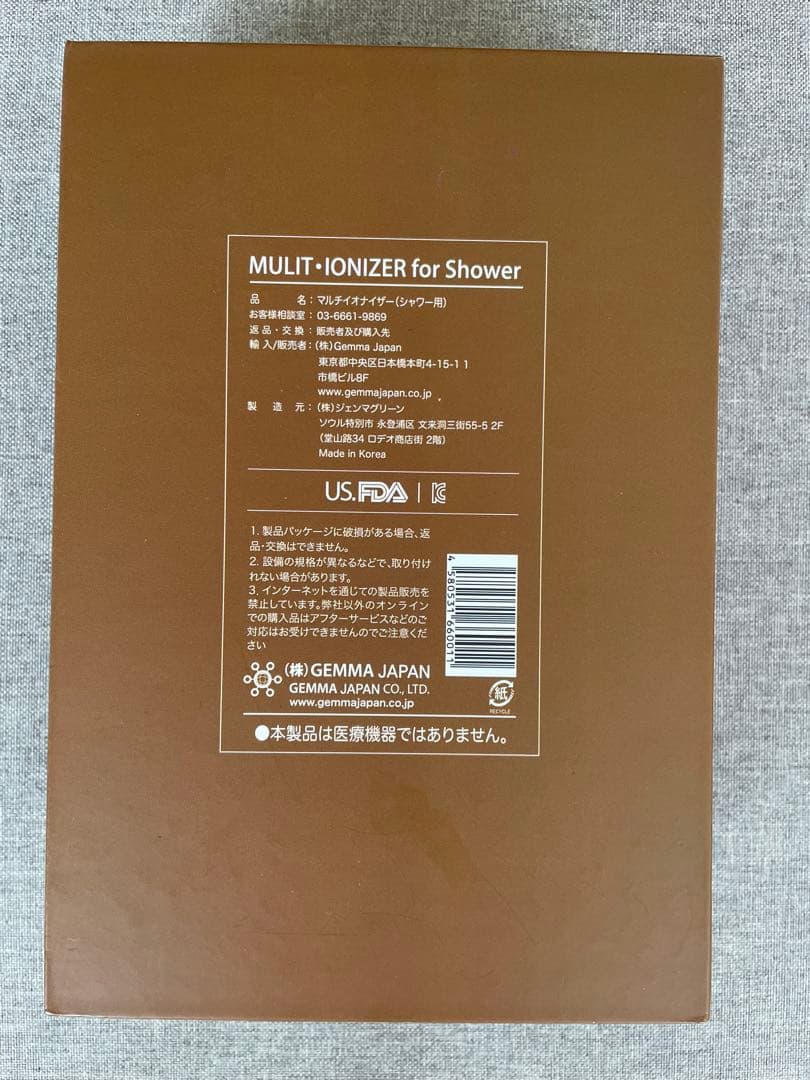 MULIT・IONIZER for Shower
品名：マルチイオナイザー（シャワー用）
お客様相談室：03-6661-9869
返品・交換：販売者及び購入先
輸入/販売者：（株）Gemma Japan
東京都中央区日本橋本町4-15-11
市橋ビル8F
www.gemmajapan.co.jp
製造元：（株）ジェンマグリーン
ソウル特別市 永登浦区 文来洞三街55-5 2F
（堂山路34 ロデオ商店街 2階）
Made in Korea
US.FDA | KC
1. 製品パッケージに破損がある場合、返
品・交換はできません。
2. 設備の規格が異なるなどで、取り付け
れない場合があります。
3. インターネットを通じての製品販売を
禁止しています。弊社以外のオンライン
での購入品はアフターサービスなどのご
対応はお受けできませんのでご注意くだ
さい
4 580531 660011
（株）GEMMA JAPAN
GEMMA JAPAN CO., LTD.
www.gemmajapan.co.jp
紙
RECYCLE
●本製品は医療機器ではありません。